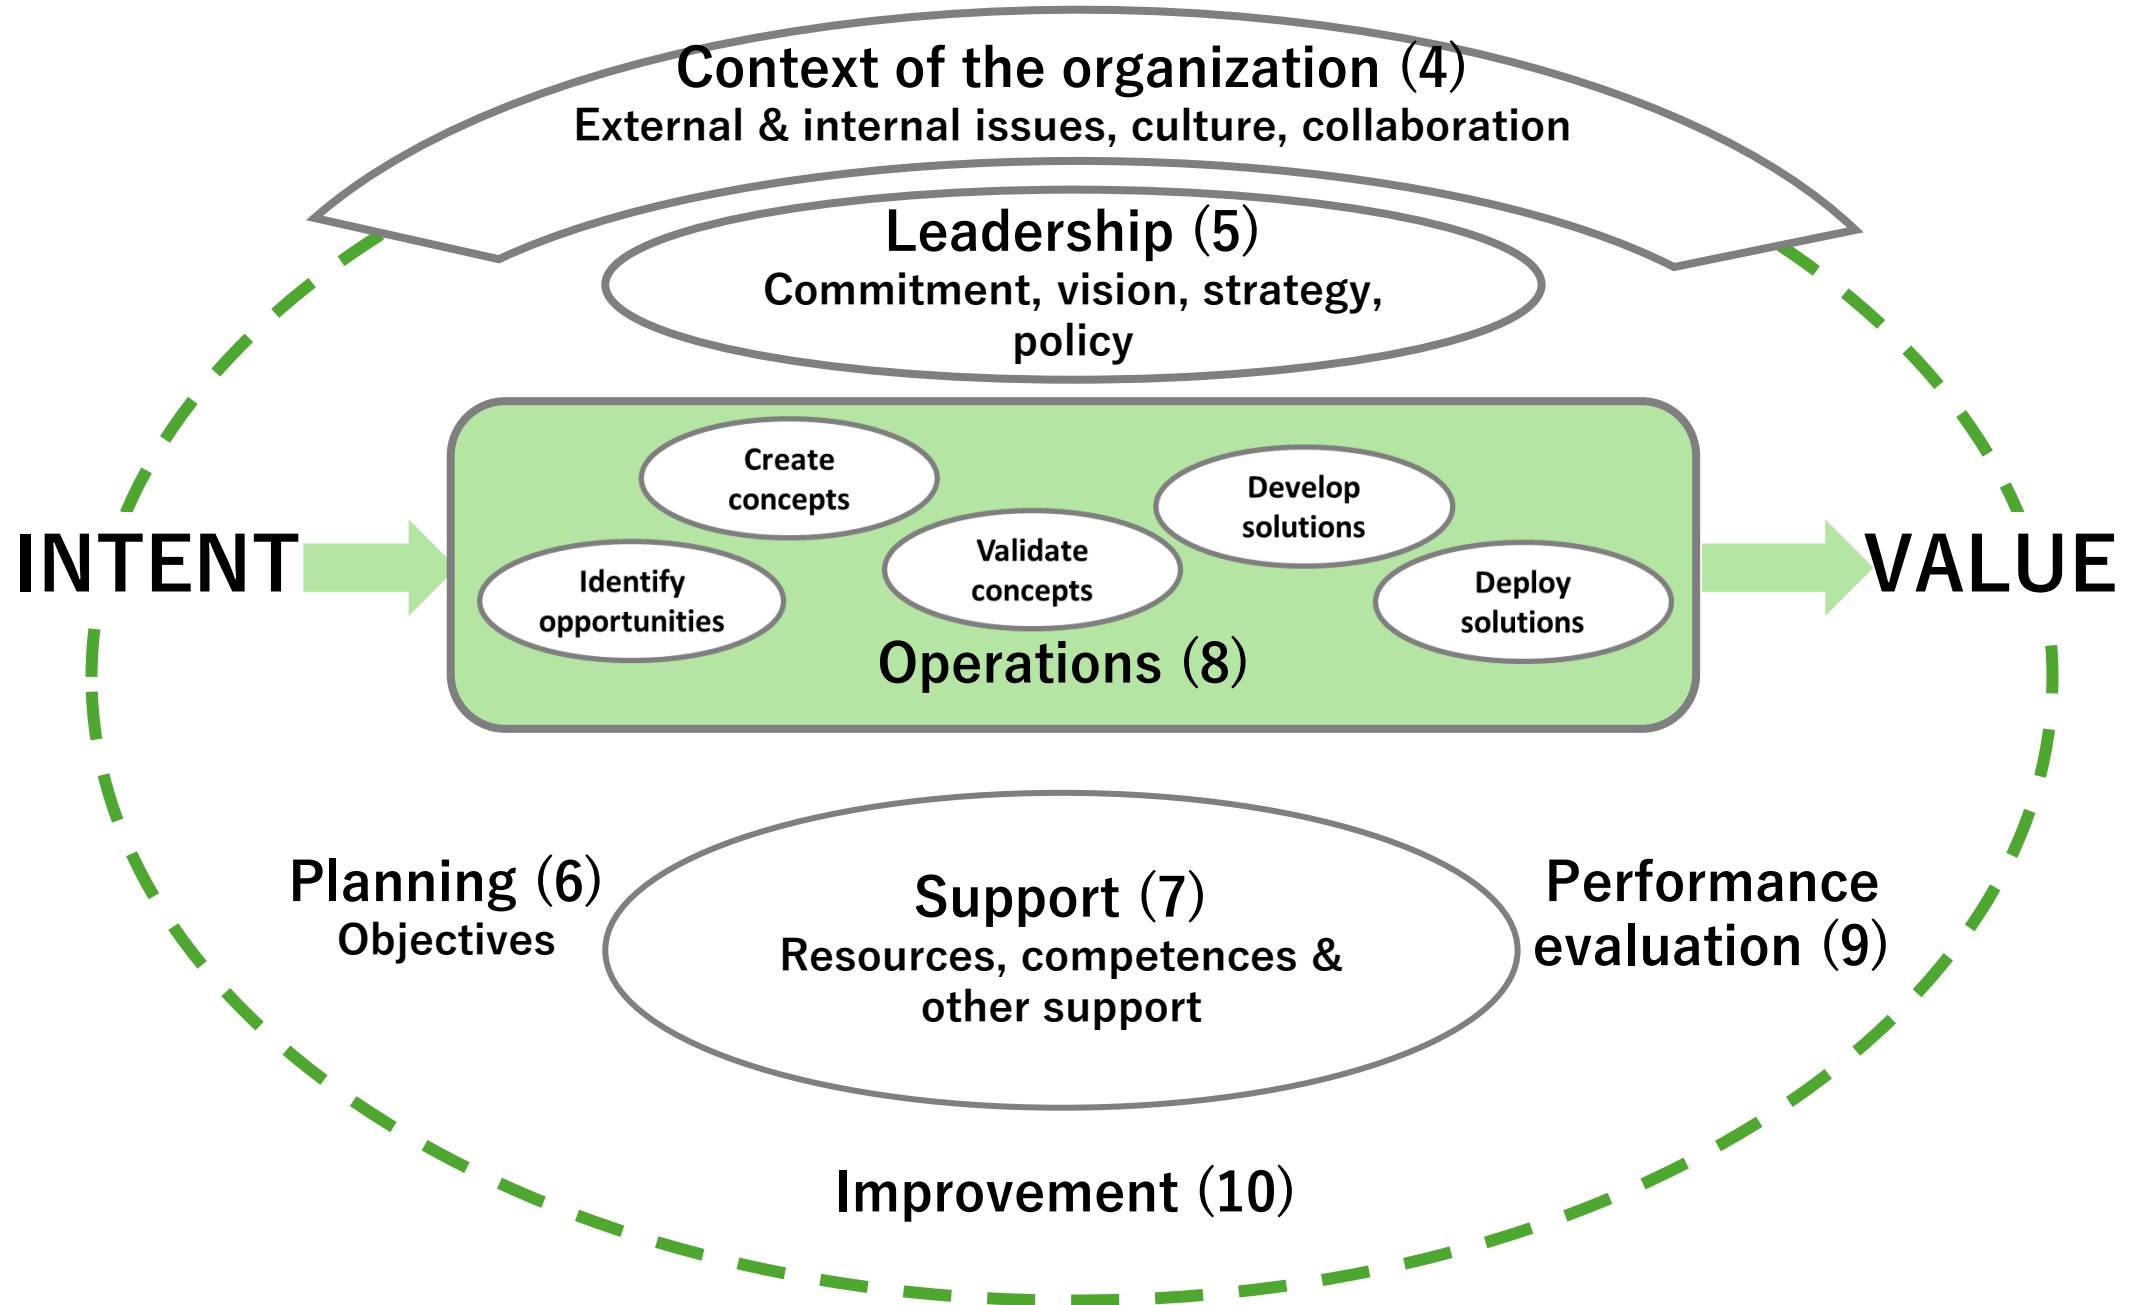 Context of the organization (4)
External & internal issues, culture, collaboration
Leadership (5)
Commitment, vision, strategy,
policy
INTENT
Identify
opportunities
Create
concepts
Validate
concepts
Develop
solutions
Deploy
solutions
Operations (8)
VALUE
Planning (6)
Objectives
Support (7)
Resources, competences &
other support
Performance
evaluation (9)
Improvement (10)